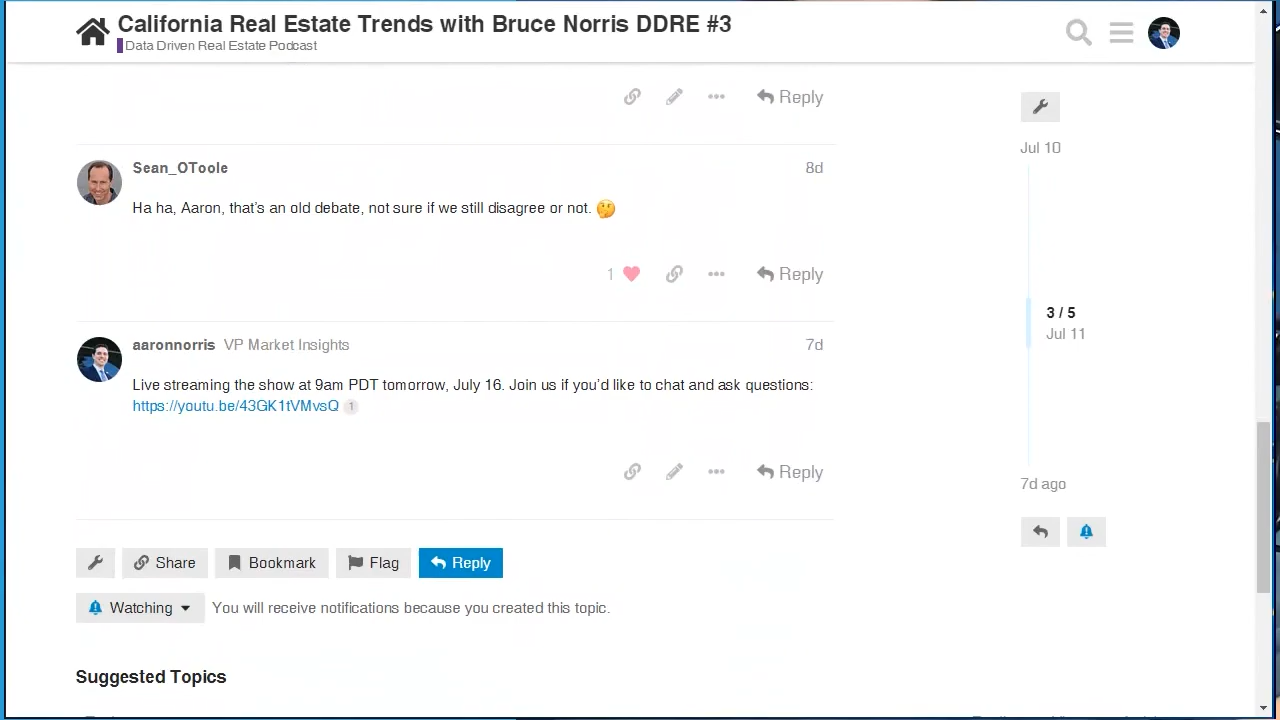 California Real Estate Trends with Bruce Norris DDRE #3
Data Driven Real Estate Podcast
Reply
Jul 10
Sean_OToole
8d
Ha ha, Aaron, that's an old debate, not sure if we still disagree or not.
1
Reply
3 / 5
Jul 11
aaronnorris VP Market Insights
7d
Live streaming the show at 9am PDT tomorrow, July 16. Join us if you'd like to chat and ask questions:
https://youtu.be/43GK1tVMvsQ 1
Reply
7d ago
Share
Bookmark
Flag
Reply
Watching
You will receive notifications because you created this topic.
Suggested Topics